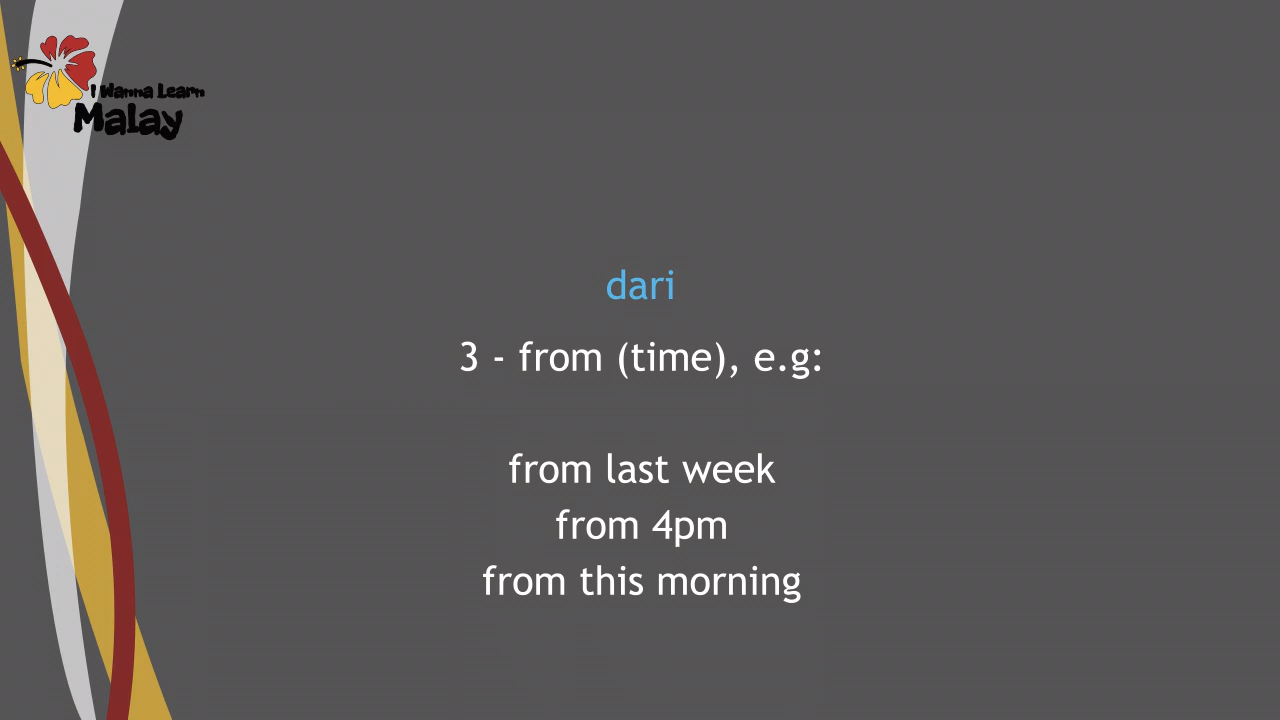 I Wanna Learn
Malay
dari
3 - from (time), e.g:
from last week
from 4pm
from this morning